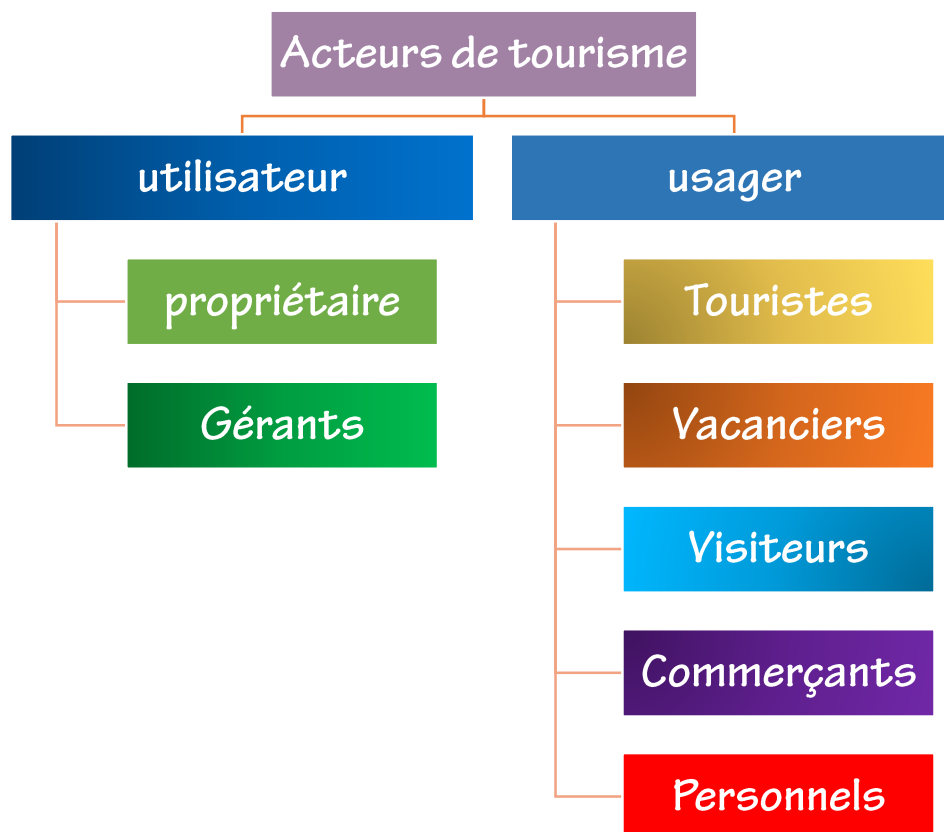 Acteurs de tourisme
utilisateur
propriétaire
Gérants
usager
Touristes
Vacanciers
Visiteurs
Commerçants
Personnels